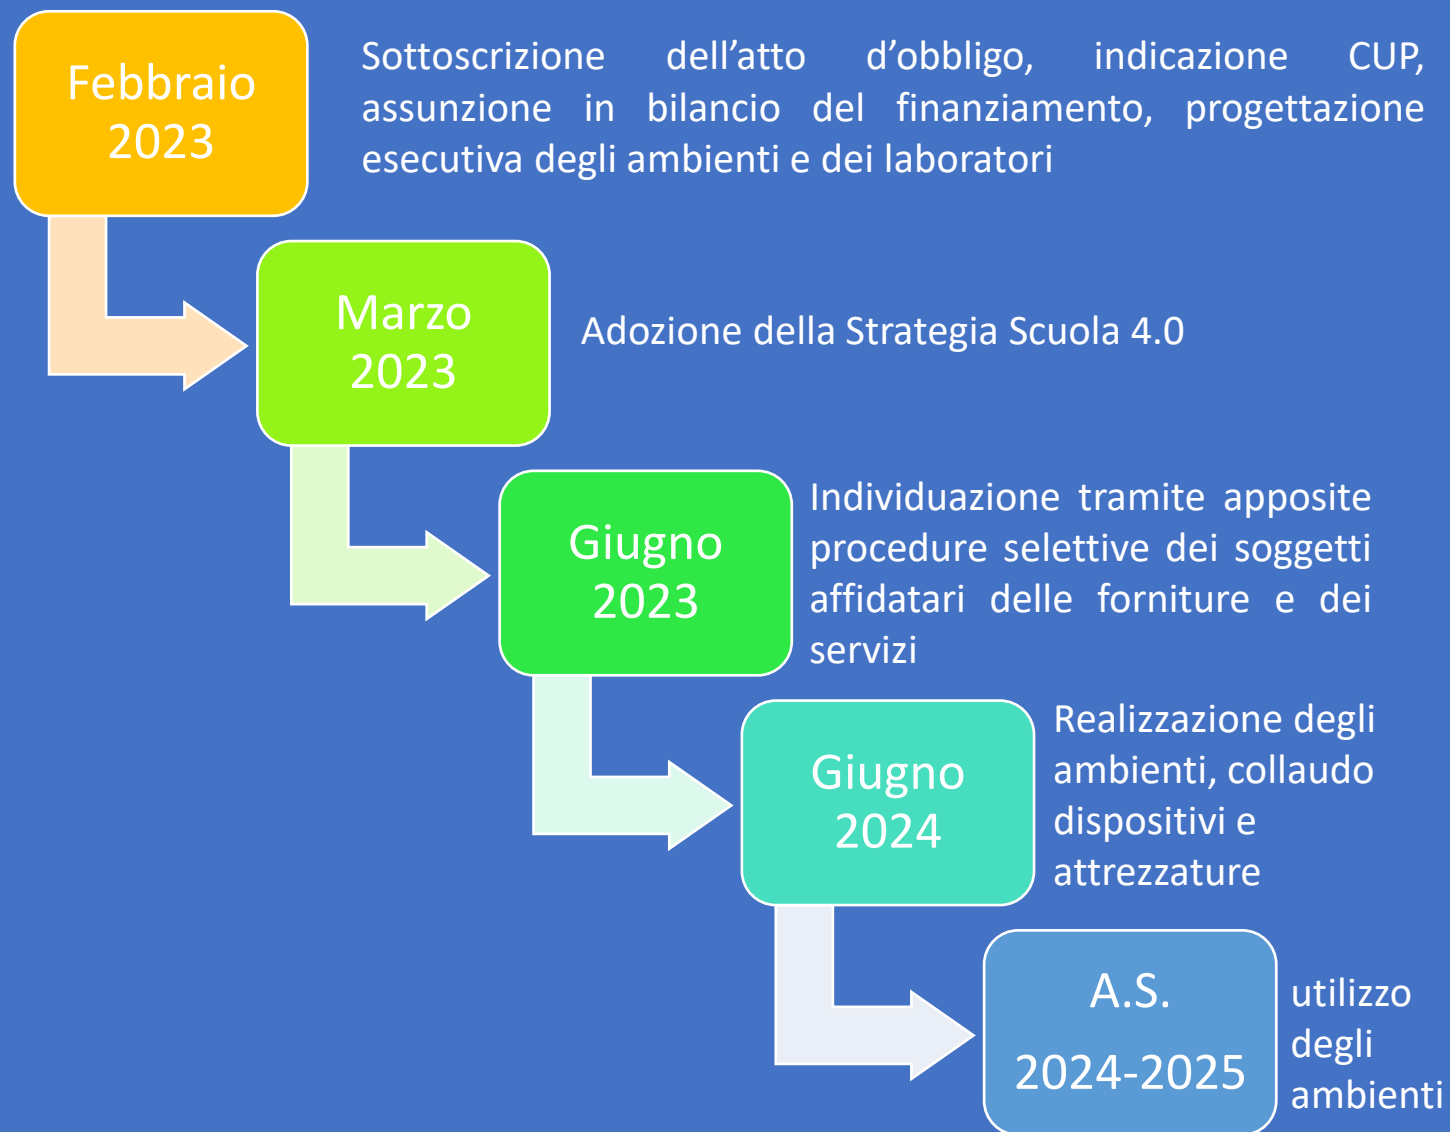 Febbraio
2023
Sottoscrizione dell’atto d’obbligo, indicazione CUP,
assunzione in bilancio del finanziamento, progettazione
esecutiva degli ambienti e dei laboratori
Marzo
2023
Adozione della Strategia Scuola 4.0
Giugno
2023
Individuazione tramite apposite
procedure selettive dei soggetti
affidatari delle forniture e dei
servizi
Giugno
2024
Realizzazione degli
ambienti, collaudo
dispositivi e
attrezzature
A.S.
2024-2025
utilizzo
degli
ambienti